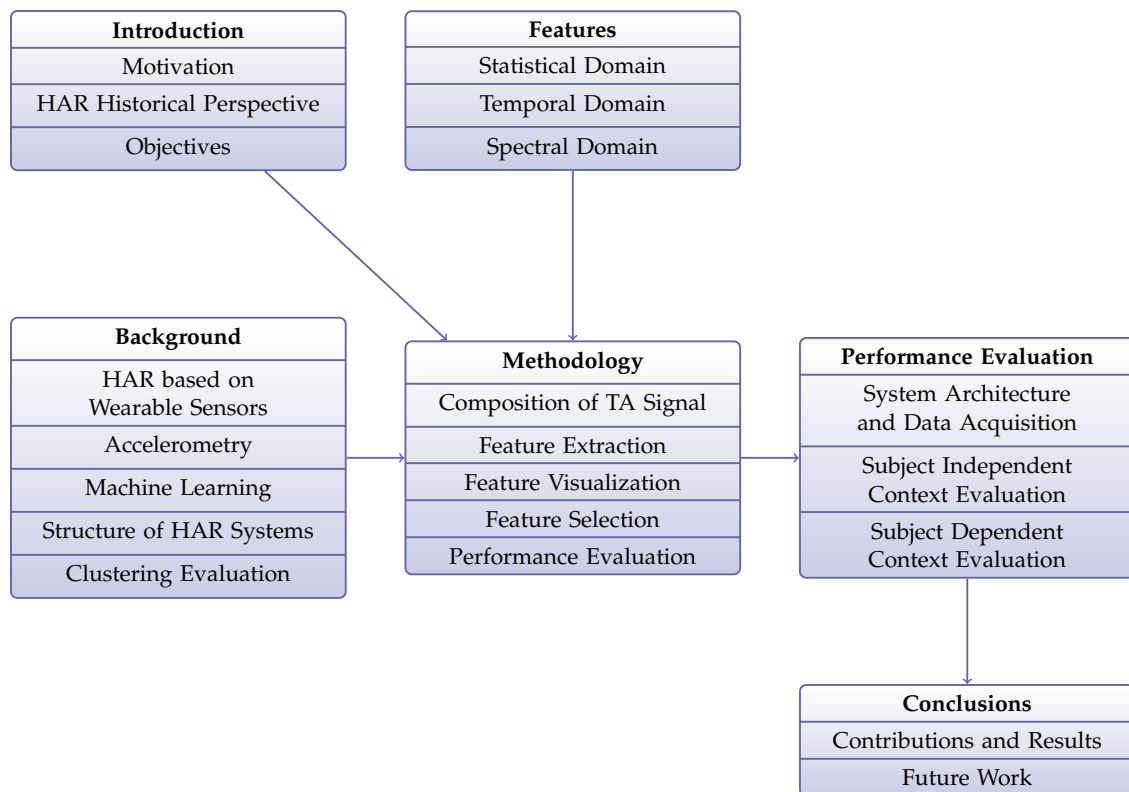 Introduction
Motivation
HAR Historical Perspective
Objectives
Features
Statistical Domain
Temporal Domain
Spectral Domain
Background
HAR based on
Wearable Sensors
Accelerometry
Machine Learning
Structure of HAR Systems
Clustering Evaluation
Methodology
Composition of TA Signal
Feature Extraction
Feature Visualization
Feature Selection
Performance Evaluation
Performance Evaluation
System Architecture
and Data Acquisition
Subject Independent
Context Evaluation
Subject Dependent
Context Evaluation
Conclusions
Contributions and Results
Future Work